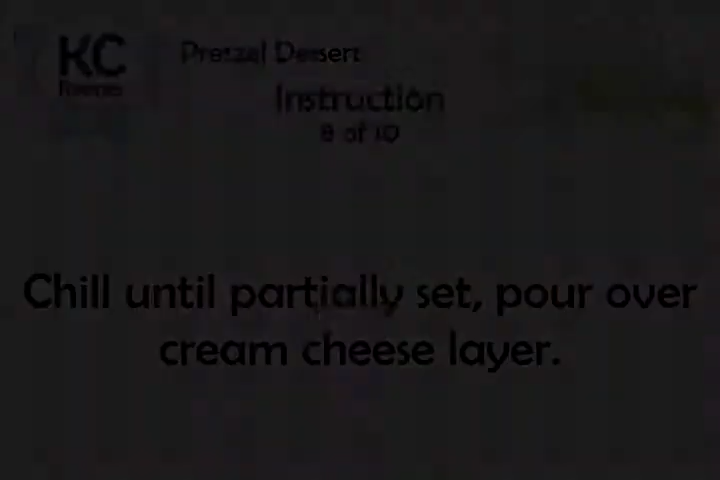 KC
Pretzel Dessert
Instruction
8 of 10
Chill until partially set, pour over
cream cheese layer.